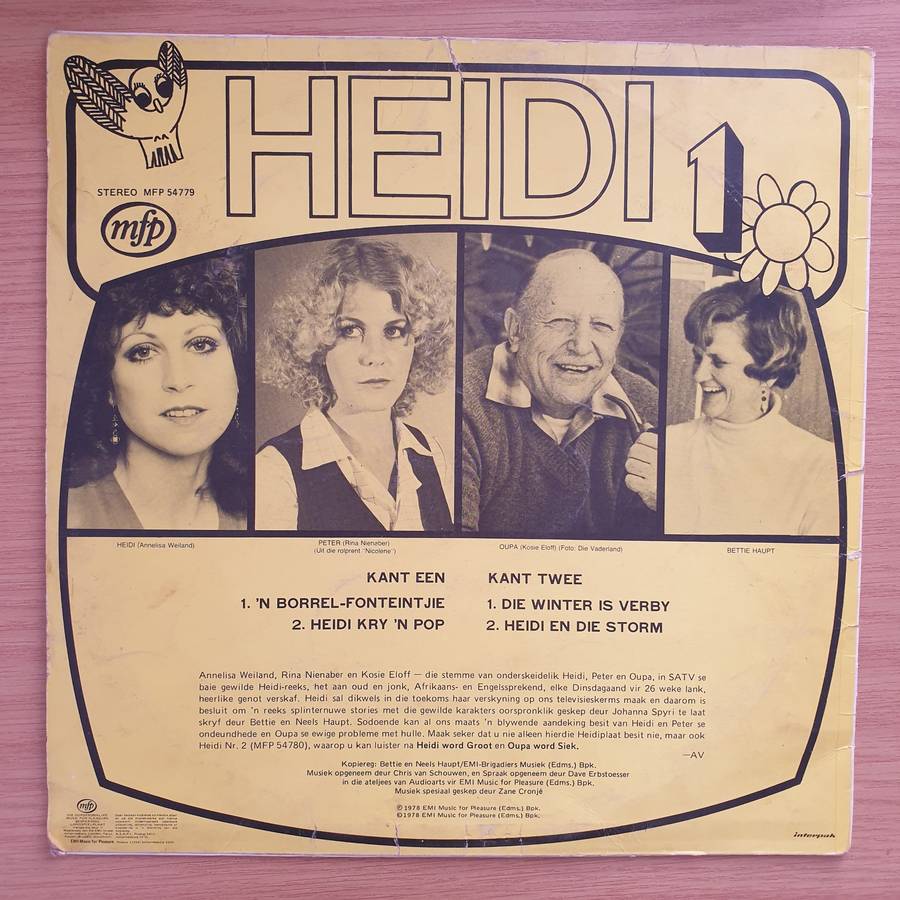 HEIDI 1
STEREO MFP 54779
mfp
HEIDI (Annelisa Weiland)
PETER (Rina Nienaber)
(Uit die rolprent "Nicolene")
OUPA (Kosie Eloff) (Foto: Die Vaderland)
BETTIE HAUPT
KANT EEN
1. 'N BORREL-FONTEINTJIE
2. HEIDI KRY 'N POP
KANT TWEE
1. DIE WINTER IS VERBY
2. HEIDI EN DIE STORM
Annelisa Weiland, Rina Nienaber en Kosie Eloff — die stemme van onderskeidelik Heidi, Peter en Oupa, in SATV se
baie gewilde Heidi-reeks, het aan oud en jonk, Afrikaans- en Engelssprekend, elke Dinsdagaand vir 26 weke lank,
heerlike genot verskaf. Heidi sal dikwels in die toekoms haar verskyning op ons televisieskerms maak en daarom is
besluit om 'n reeks splinternuwe stories met die gewilde karakters oorspronklik geskep deur Johanna Spyri te laat
skryf deur Bettie en Neels Haupt. Sodoende kan al ons maats 'n blywende aandeking besit van Heidi en Peter se
ondeundhede en Oupa se ewige probleme met hulle. Maak seker dat u nie alleen hierdie Heidiplaat besit nie, maar ook
Heidi Nr. 2 (MFP 54780), waarop u kan luister na Heidi word Groot en Oupa word Siek.
—AV
Kopiereg: Bettie en Neels Haupt/EMI-Brigadiers Musiek (Edms.) Bpk.
Musiek opgeneem deur Chris van Schouwen, en Spraak opgeneem deur Dave Erbstoesser
in die ateljees van Audioarts vir EMI Music for Pleasure (Edms.) Bpk.
Musiek spesiaal geskep deur Zane Cronjé
℗ 1978 EMI Music for Pleasure (Edms.) Bpk.
© 1978 EMI Music for Pleasure (Edms.) Bpk.
mfp
EMI Music for Pleasure
interpak